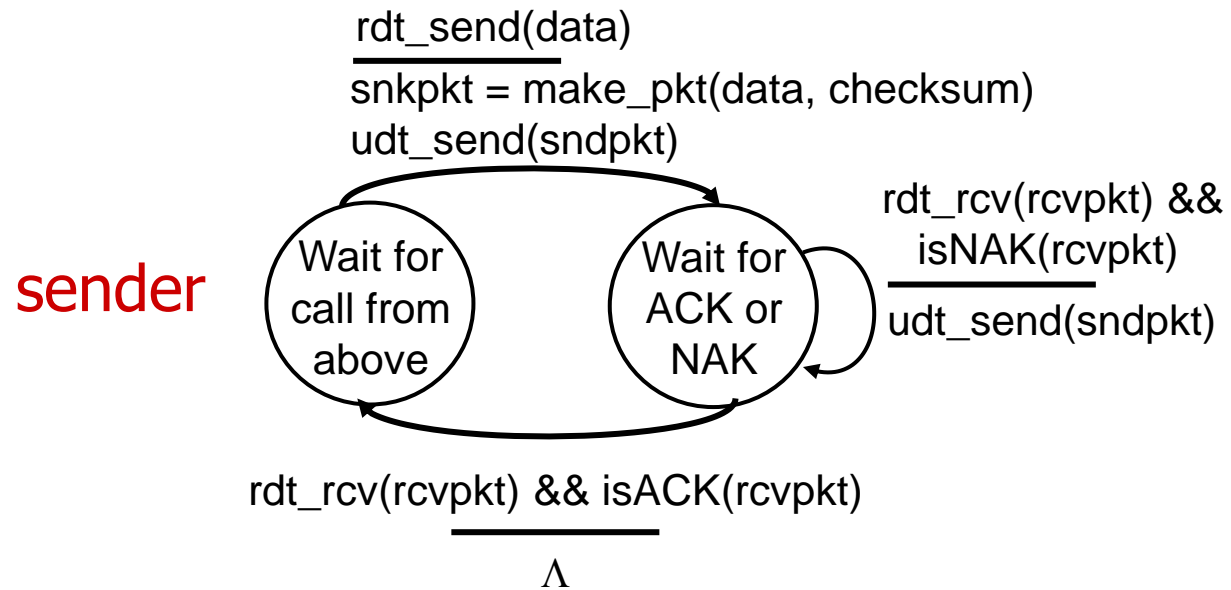 rdt_send(data)
snkpkt = make_pkt(data, checksum)
udt_send(sndpkt)
sender
Wait for
call from
above
Wait for
ACK or
NAK
rdt_rcv(rcvpkt) &&
isNAK(rcvpkt)
udt_send(sndpkt)
rdt_rcv(rcvpkt) && isACK(rcvpkt)
Λ